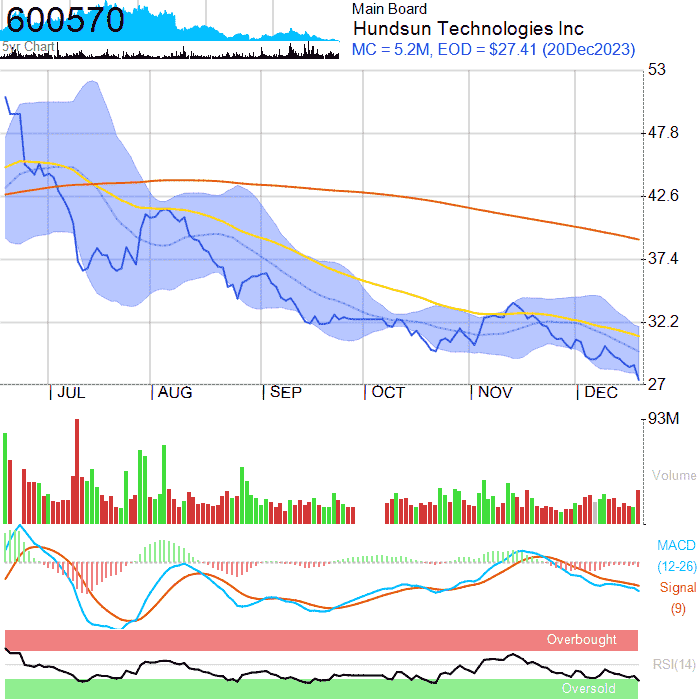 600570
5yr Chart
Main Board
Hundsun Technologies Inc
MC = 5.2M, EOD = $27.41 (20Dec2023)
53
47.8
42.6
37.4
32.2
27
JUL
AUG
SEP
OCT
NOV
DEC
93M
Volume
MACD
(12-26)
Signal
(9)
Overbought
RSI(14)
Oversold